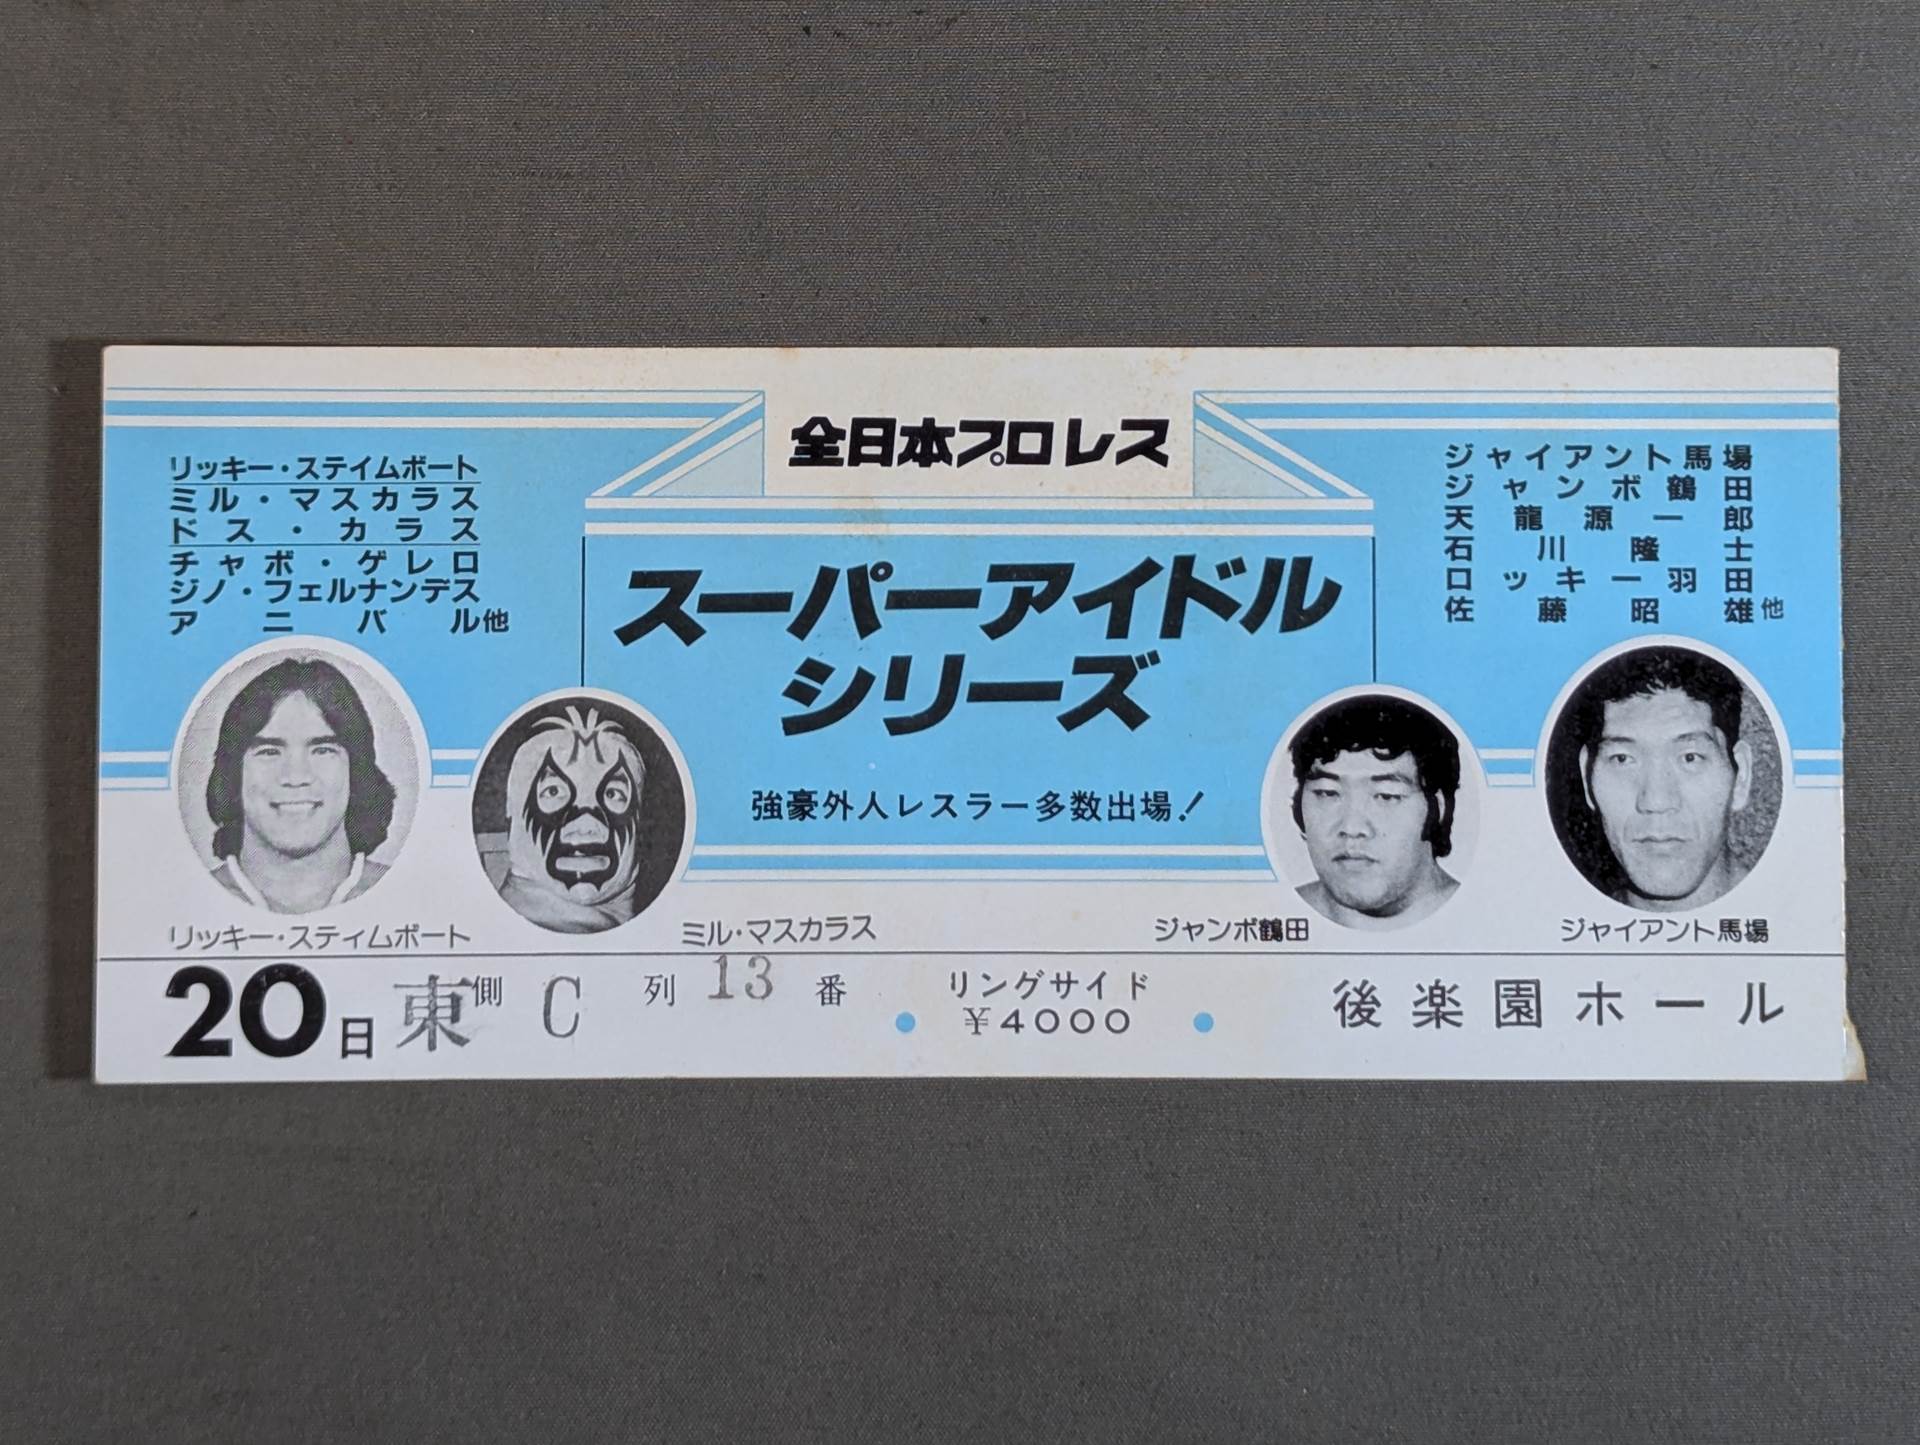 全日本プロレス
スーパーアイドル
シリーズ
強豪外人レスラー多数出場！
リッキー・スティムボート
ミル・マスカラス
ドス・カラス
チャボ・ゲレロ
ジノ・フェルナンデス
アニバル他
ジャイアント馬場
ジャンボ鶴田
天龍源一郎
石川隆士
ロッキー羽田
佐藤昭雄他
リッキー・スティムボート
ミル・マスカラス
ジャンボ鶴田
ジャイアント馬場
20日 東側 C 列 13 番
リングサイド
¥4000
後楽園ホール